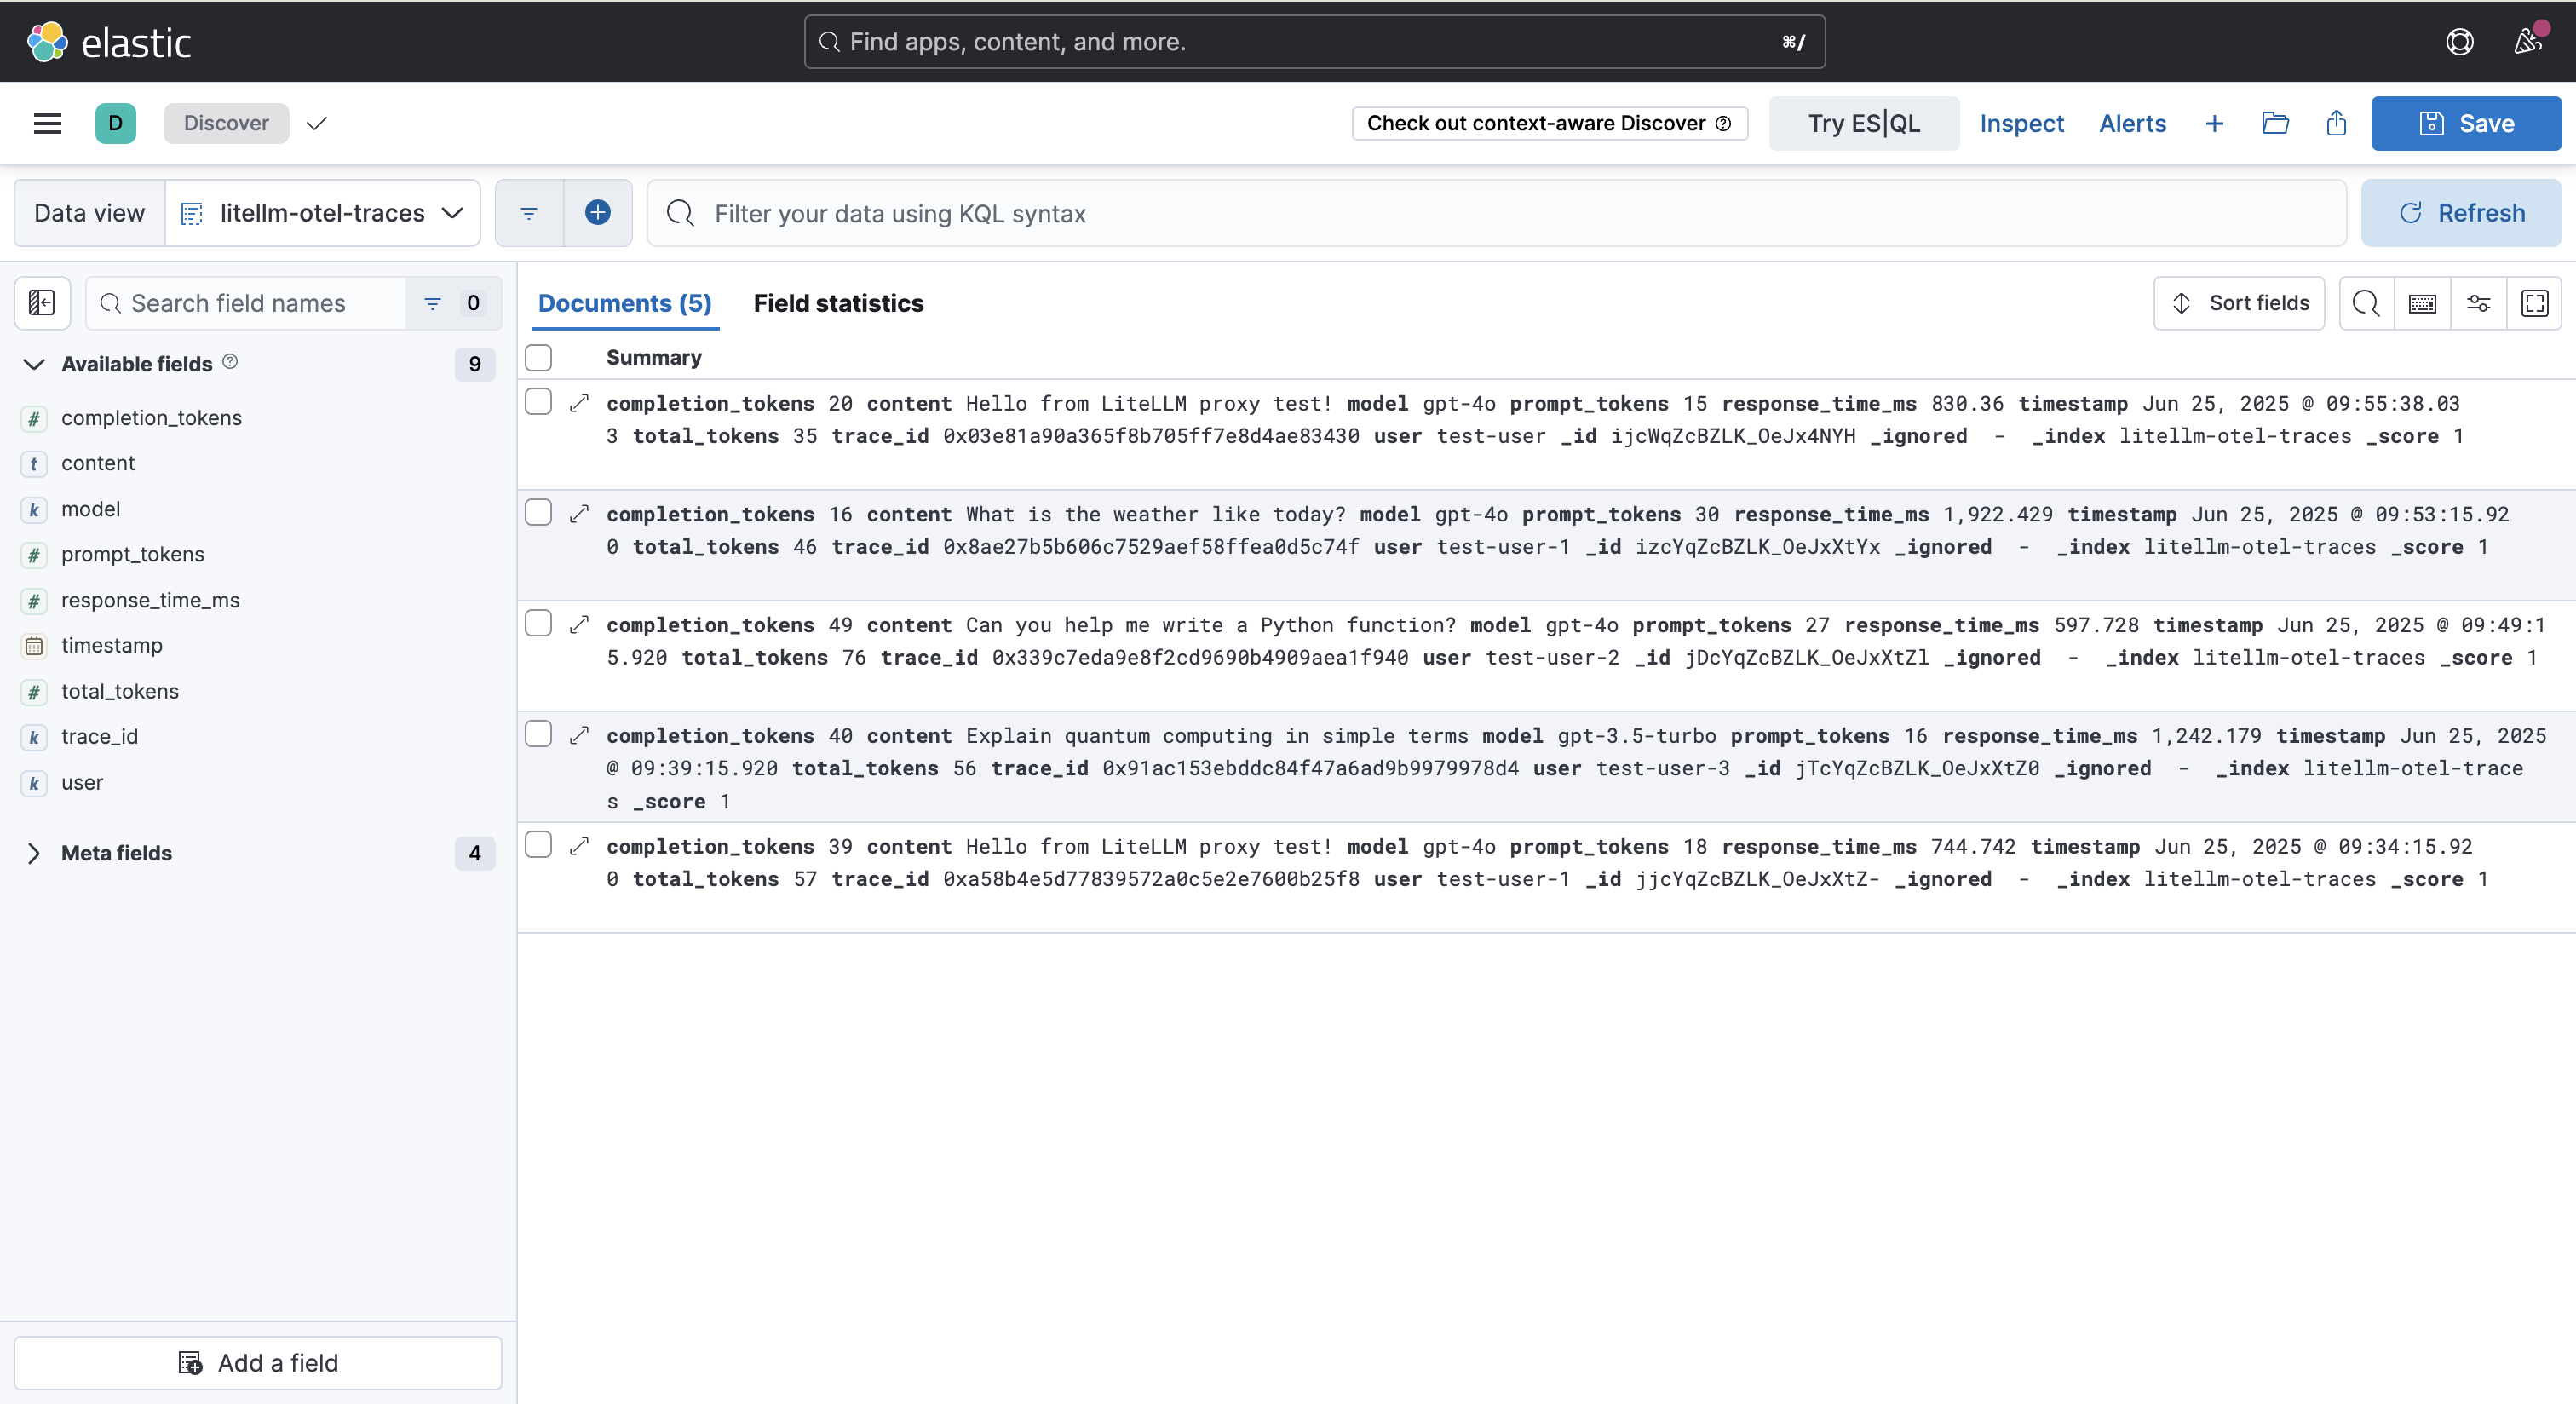 elastic
Find apps, content, and more.
⌘/
D
Discover
Check out context-aware Discover
Try ES|QL
Inspect
Alerts
Save
Data view
litellm-otel-traces
Filter your data using KQL syntax
Refresh
Search field names
0
Available fields
9
# completion_tokens
t content
k model
# prompt_tokens
# response_time_ms
timestamp
# total_tokens
k trace_id
k user
Meta fields
4
Add a field
Documents (5)
Field statistics
Sort fields
Summary
completion_tokens 20 content Hello from LiteLLM proxy test! model gpt-4o prompt_tokens 15 response_time_ms 830.36 timestamp Jun 25, 2025 @ 09:55:38.03
3 total_tokens 35 trace_id 0x03e81a90a365f8b705ff7e8d4ae83430 user test-user _id ijcWqZcBZLK_OeJx4NYH _ignored - _index litellm-otel-traces _score 1
completion_tokens 16 content What is the weather like today? model gpt-4o prompt_tokens 30 response_time_ms 1,922.429 timestamp Jun 25, 2025 @ 09:53:15.92
0 total_tokens 46 trace_id 0x8ae27b5b606c7529aef58ffea0d5c74f user test-user-1 _id izcYqZcBZLK_OeJxXtYx _ignored - _index litellm-otel-traces _score 1
completion_tokens 49 content Can you help me write a Python function? model gpt-4o prompt_tokens 27 response_time_ms 597.728 timestamp Jun 25, 2025 @ 09:49:1
5.920 total_tokens 76 trace_id 0x339c7eda9e8f2cd9690b4909aea1f940 user test-user-2 _id jDcYqZcBZLK_OeJxXtZl _ignored - _index litellm-otel-traces _score 1
completion_tokens 40 content Explain quantum computing in simple terms model gpt-3.5-turbo prompt_tokens 16 response_time_ms 1,242.179 timestamp Jun 25, 2025
@ 09:39:15.920 total_tokens 56 trace_id 0x91ac153ebddc84f47a6ad9b9979978d4 user test-user-3 _id jTcYqZcBZLK_OeJxXtZ0 _ignored - _index litellm-otel-trace
s _score 1
completion_tokens 39 content Hello from LiteLLM proxy test! model gpt-4o prompt_tokens 18 response_time_ms 744.742 timestamp Jun 25, 2025 @ 09:34:15.92
0 total_tokens 57 trace_id 0xa58b4e5d77839572a0c5e2e7600b25f8 user test-user-1 _id jjcYqZcBZLK_OeJxXtZ- _ignored - _index litellm-otel-traces _score 1